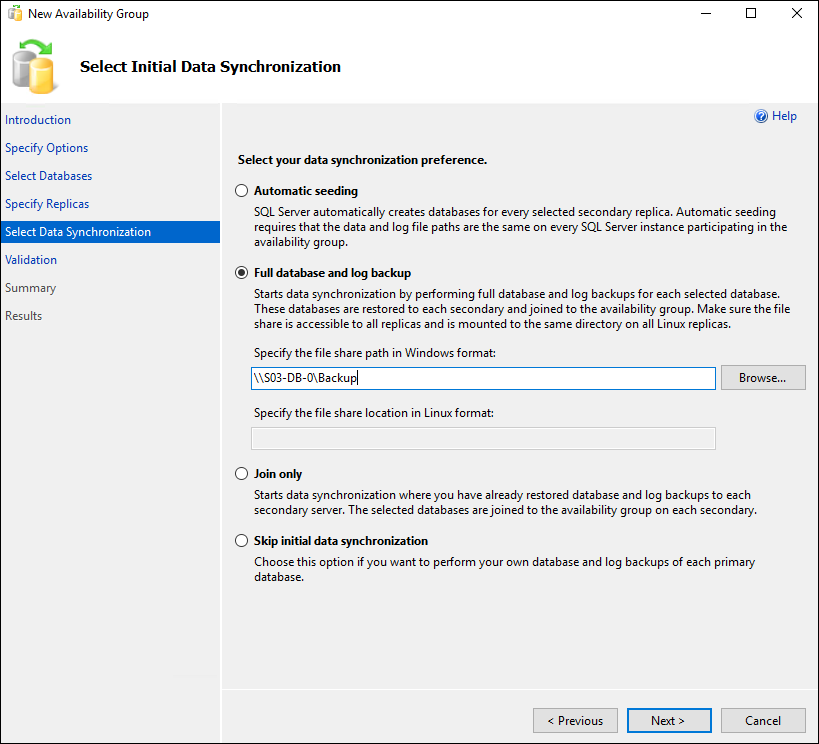 New Availability Group
Select Initial Data Synchronization
Introduction
Specify Options
Select Databases
Specify Replicas
Select Data Synchronization
Validation
Summary
Results
Help
Select your data synchronization preference.
Automatic seeding
SQL Server automatically creates databases for every selected secondary replica. Automatic seeding
requires that the data and log file paths are the same on every SQL Server instance participating in the
availability group.
Full database and log backup
Starts data synchronization by performing full database and log backups for each selected database.
These databases are restored to each secondary and joined to the availability group. Make sure the file
share is accessible to all replicas and is mounted to the same directory on all Linux replicas.
Specify the file share path in Windows format:
\\S03-DB-0\Backup
Browse...
Specify the file share location in Linux format:
Join only
Starts data synchronization where you have already restored database and log backups to each
secondary server. The selected databases are joined to the availability group on each secondary.
Skip initial data synchronization
Choose this option if you want to perform your own database and log backups of each primary
database.
< Previous
Next >
Cancel